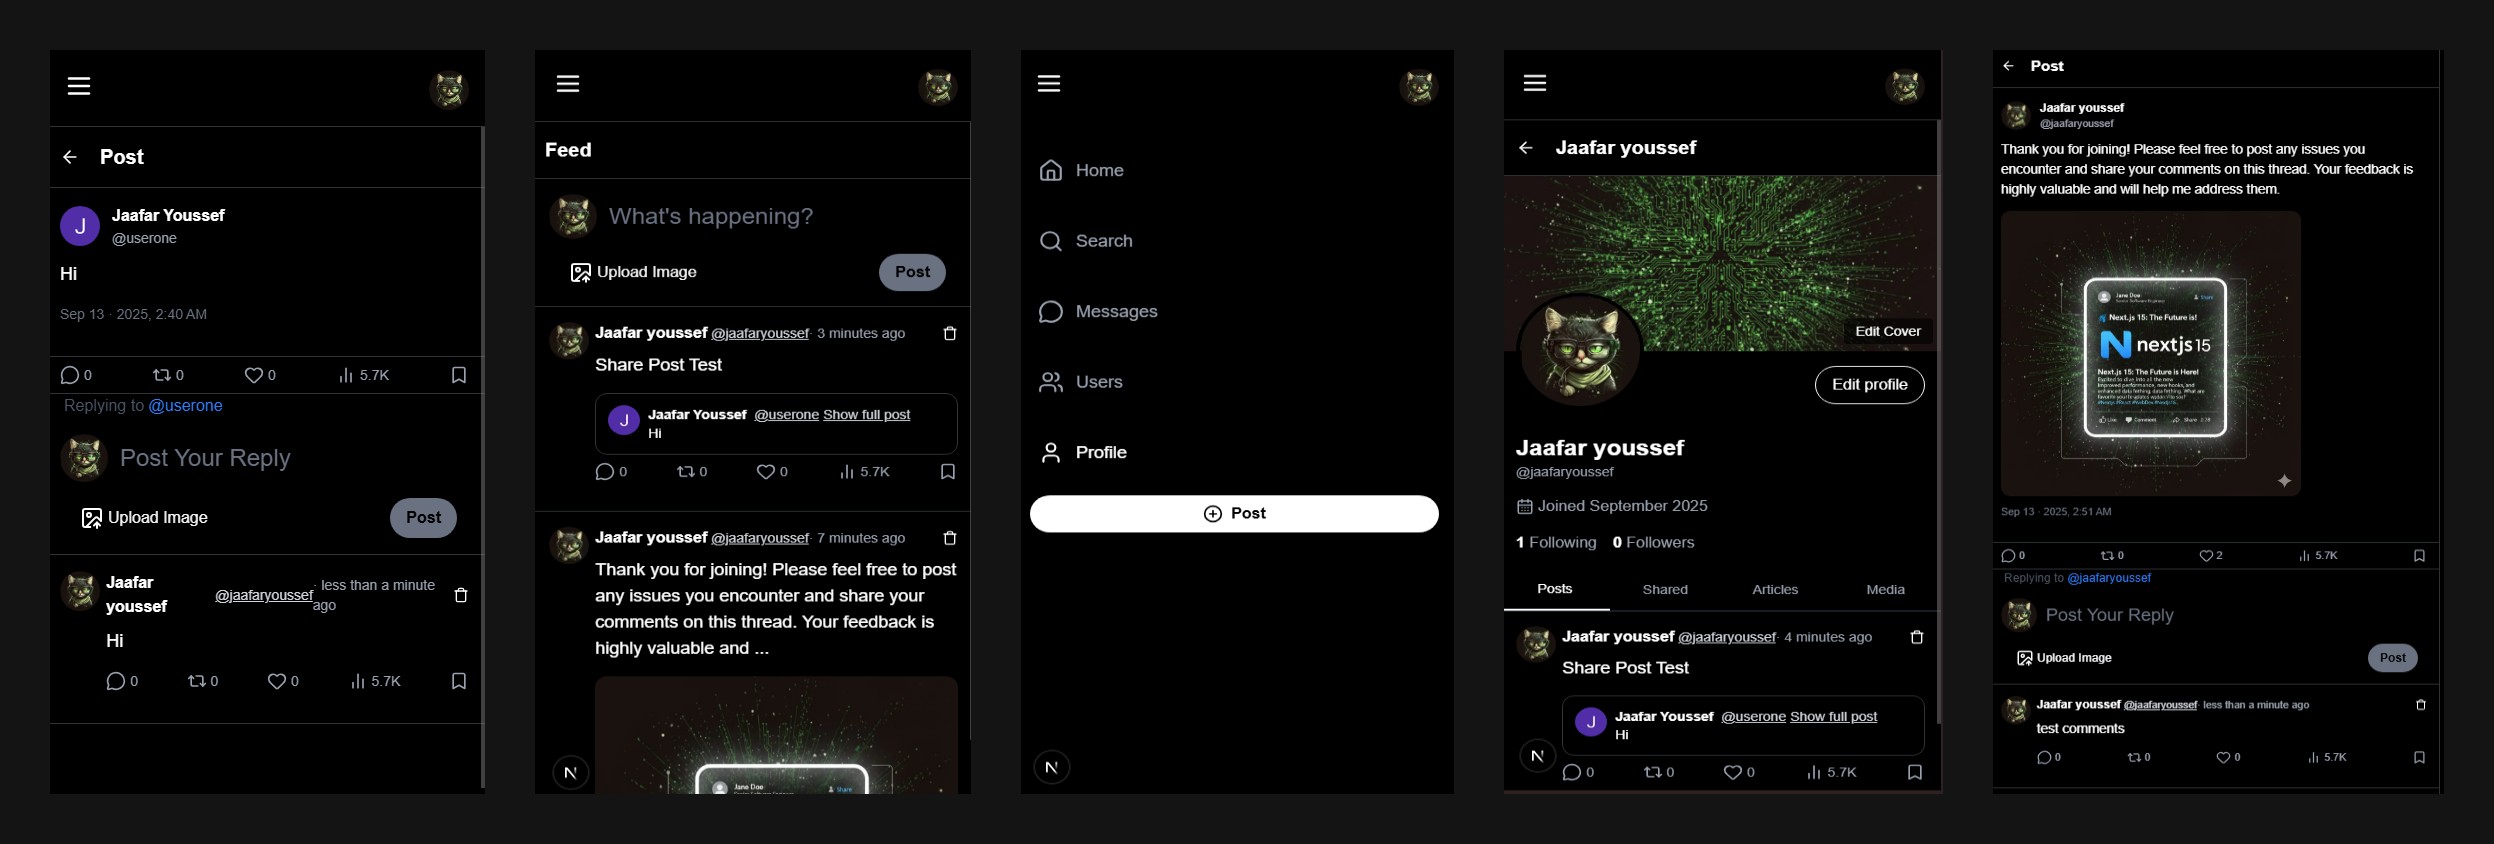 Post
Jaafar Youssef
@userone
Hi
Sep 13 · 2025, 2:40 AM
0 0 0 5.7K
Replying to @userone
Post Your Reply
Upload Image Post
Jaafar youssef @jaafaryoussef · less than a minute ago
Hi
0 0 0 5.7K
Feed
What's happening?
Upload Image Post
Jaafar youssef @jaafaryoussef · 3 minutes ago
Share Post Test
J Jaafar Youssef @userone Show full post
Hi
0 0 0 5.7K
Jaafar youssef @jaafaryoussef · 7 minutes ago
Thank you for joining! Please feel free to post
any issues you encounter and share your
comments on this thread. Your feedback is
highly valuable and ...
Jane Doe
Share
N
Home
Search
Messages
Users
Profile
Post
N
Jaafar youssef
Edit Cover
Edit profile
Jaafar youssef
@jaafaryoussef
Joined September 2025
1 Following 0 Followers
Posts Shared Articles Media
Jaafar youssef @jaafaryoussef · 4 minutes ago
Share Post Test
J Jaafar Youssef @userone Show full post
Hi
N
0 0 0 5.7K
Post
Jaafar youssef
@jaafaryoussef
Thank you for joining! Please feel free to post any issues you
encounter and share your comments on this thread. Your feedback is
highly valuable and will help me address them.
Jane Doe
Share
Next.js 15: The Future is!
N nextjs 15
Next.js 15: The Future is Here!
Like Comment Share
Sep 13 · 2025, 2:51 AM
0 0 2 5.7K
Replying to @jaafaryoussef
Post Your Reply
Upload Image Post
Jaafar youssef @jaafaryoussef · less than a minute ago
test comments
0 0 0 5.7K